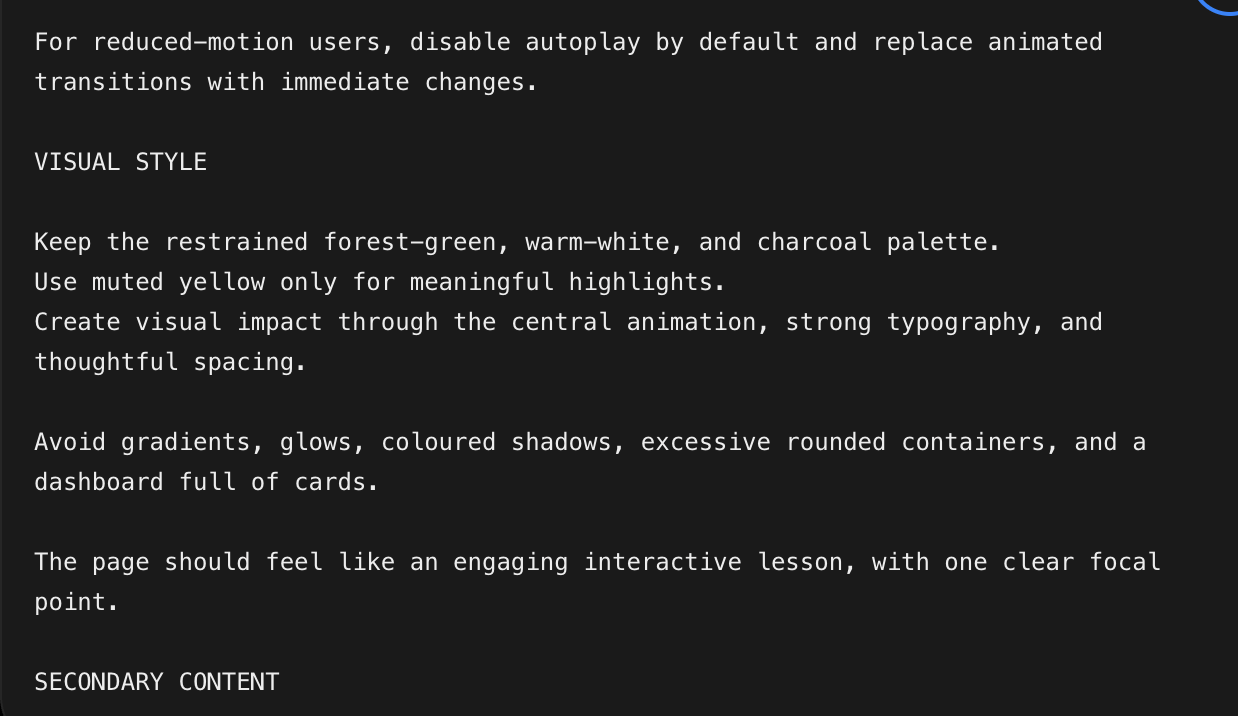 For reduced-motion users, disable autoplay by default and replace animated
transitions with immediate changes.
VISUAL STYLE
Keep the restrained forest-green, warm-white, and charcoal palette.
Use muted yellow only for meaningful highlights.
Create visual impact through the central animation, strong typography, and
thoughtful spacing.
Avoid gradients, glows, coloured shadows, excessive rounded containers, and a
dashboard full of cards.
The page should feel like an engaging interactive lesson, with one clear focal
point.
SECONDARY CONTENT